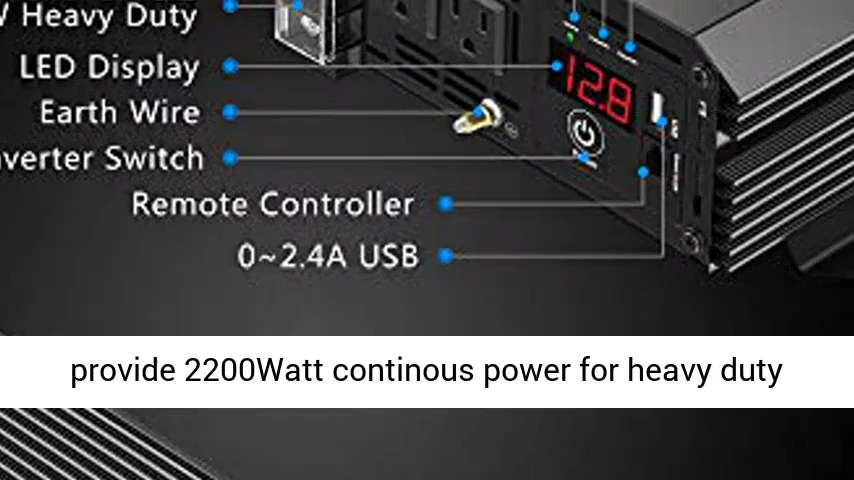 Heavy Duty
LED Display
12.8
Earth Wire
verter Switch
Remote Controller
0~2.4A USB
provide 2200Watt continous power for heavy duty